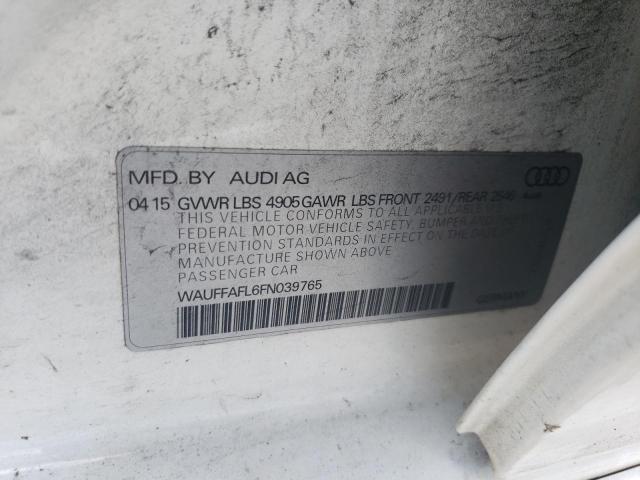 MFD. BY AUDI AG
04 15 GVWR LBS 4905 GAWR LBS FRONT 2491/REAR 2546
THIS VEHICLE CONFORMS TO ALL APPLICABLE
FEDERAL MOTOR VEHICLE SAFETY, BUMPER AND
PREVENTION STANDARDS IN EFFECT ON THE DATE OF
MANUFACTURE SHOWN ABOVE
PASSENGER CAR
WAUFFAFL6FN039765
GERMANY
Audi